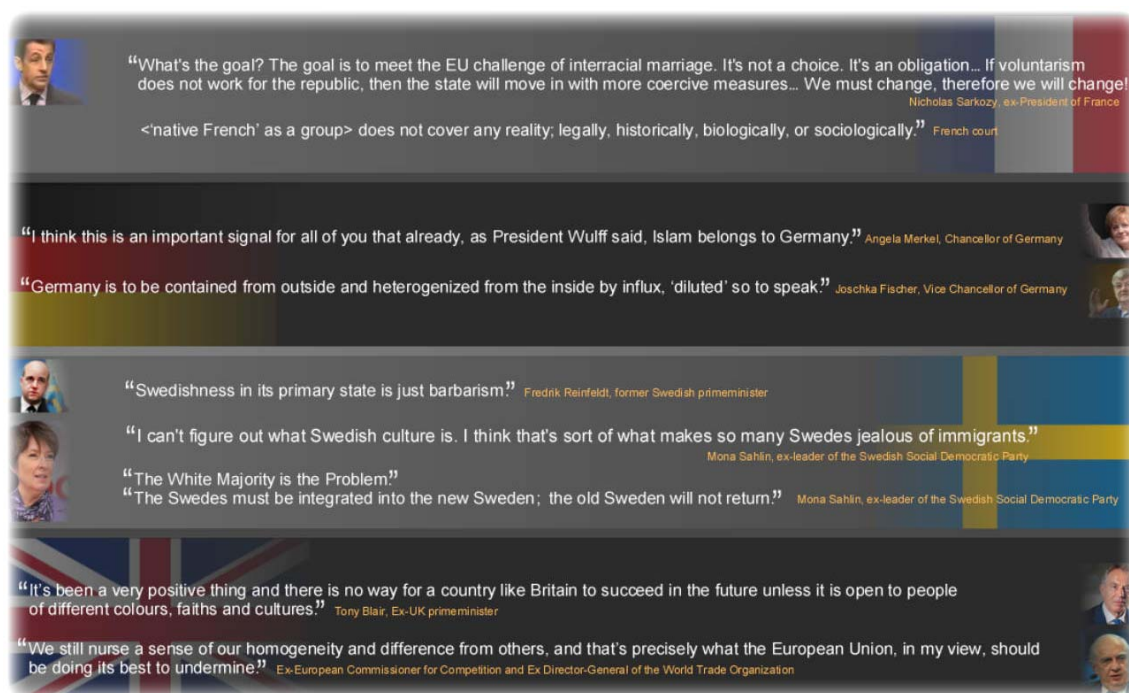 “What's the goal? The goal is to meet the EU challenge of interracial marriage. It's not a choice. It's an obligation... If voluntarism
does not work for the republic, then the state will move in with more coercive measures... We must change, therefore we will change!
Nicholas Sarkozy, ex-President of France
<‘native French’ as a group> does not cover any reality; legally, historically, biologically, or sociologically.” French court
“I think this is an important signal for all of you that already, as President Wulff said, Islam belongs to Germany.” Angela Merkel, Chancellor of Germany
“Germany is to be contained from outside and heterogenized from the inside by influx, ‘diluted’ so to speak.” Joschka Fischer, Vice Chancellor of Germany
“Swedishness in its primary state is just barbarism.” Fredrik Reinfeldt, former Swedish primeminister
“I can't figure out what Swedish culture is. I think that's sort of what makes so many Swedes jealous of immigrants.”
Mona Sahlin, ex-leader of the Swedish Social Democratic Party
“The White Majority is the Problem.”
“The Swedes must be integrated into the new Sweden; the old Sweden will not return.” Mona Sahlin, ex-leader of the Swedish Social Democratic Party
“It's been a very positive thing and there is no way for a country like Britain to succeed in the future unless it is open to people
of different colours, faiths and cultures.” Tony Blair, Ex-UK primeminister
“We still nurse a sense of our homogeneity and difference from others, and that's precisely what the European Union, in my view, should
be doing its best to undermine.” Ex-European Commissioner for Competition and Ex Director-General of the World Trade Organization